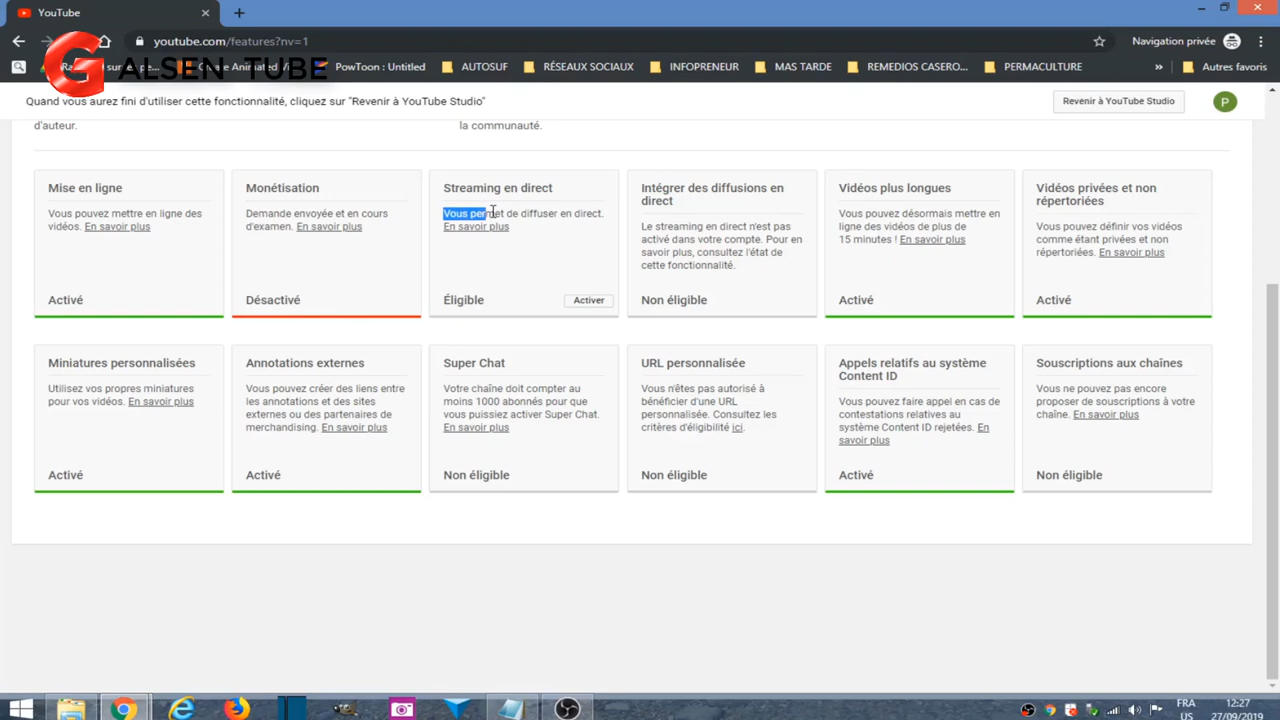 YouTube
youtube.com/features?nv=1
Navigation privée
GALSEN TUBE
PowToon : Untitled
AUTOSUF
RÉSEAUX SOCIAUX
INFOPRENEUR
MAS TARDE
REMEDIOS CASERO...
PERMACULTURE
»
Autres favoris
Quand vous aurez fini d'utiliser cette fonctionnalité, cliquez sur "Revenir à YouTube Studio"
Revenir à YouTube Studio
P
d'auteur.
la communauté.
Mise en ligne
Vous pouvez mettre en ligne des
vidéos. En savoir plus
Activé
Monétisation
Demande envoyée et en cours
d'examen. En savoir plus
Désactivé
Streaming en direct
Vous permet de diffuser en direct.
En savoir plus
Éligible
Activer
Intégrer des diffusions en
direct
Le streaming en direct n'est pas
activé dans votre compte. Pour en
savoir plus, consultez l'état de
cette fonctionnalité.
Non éligible
Vidéos plus longues
Vous pouvez désormais mettre en
ligne des vidéos de plus de
15 minutes ! En savoir plus
Activé
Vidéos privées et non
répertoriées
Vous pouvez définir vos vidéos
comme étant privées et non
répertoriées. En savoir plus
Activé
Miniatures personnalisées
Utilisez vos propres miniatures
pour vos vidéos. En savoir plus
Activé
Annotations externes
Vous pouvez créer des liens entre
les annotations et des sites
externes ou des partenaires de
merchandising. En savoir plus
Activé
Super Chat
Votre chaîne doit compter au
moins 1000 abonnés pour que
vous puissiez activer Super Chat.
En savoir plus
Non éligible
URL personnalisée
Vous n'êtes pas autorisé à
bénéficier d'une URL
personnalisée. Consultez les
critères d'éligibilité ici.
Non éligible
Appels relatifs au système
Content ID
Vous pouvez faire appel en cas de
contestations relatives au
système Content ID rejetées. En
savoir plus
Activé
Souscriptions aux chaînes
Vous ne pouvez pas encore
proposer de souscriptions à votre
chaîne. En savoir plus
Non éligible
FR
US
12:27
27/09/2019